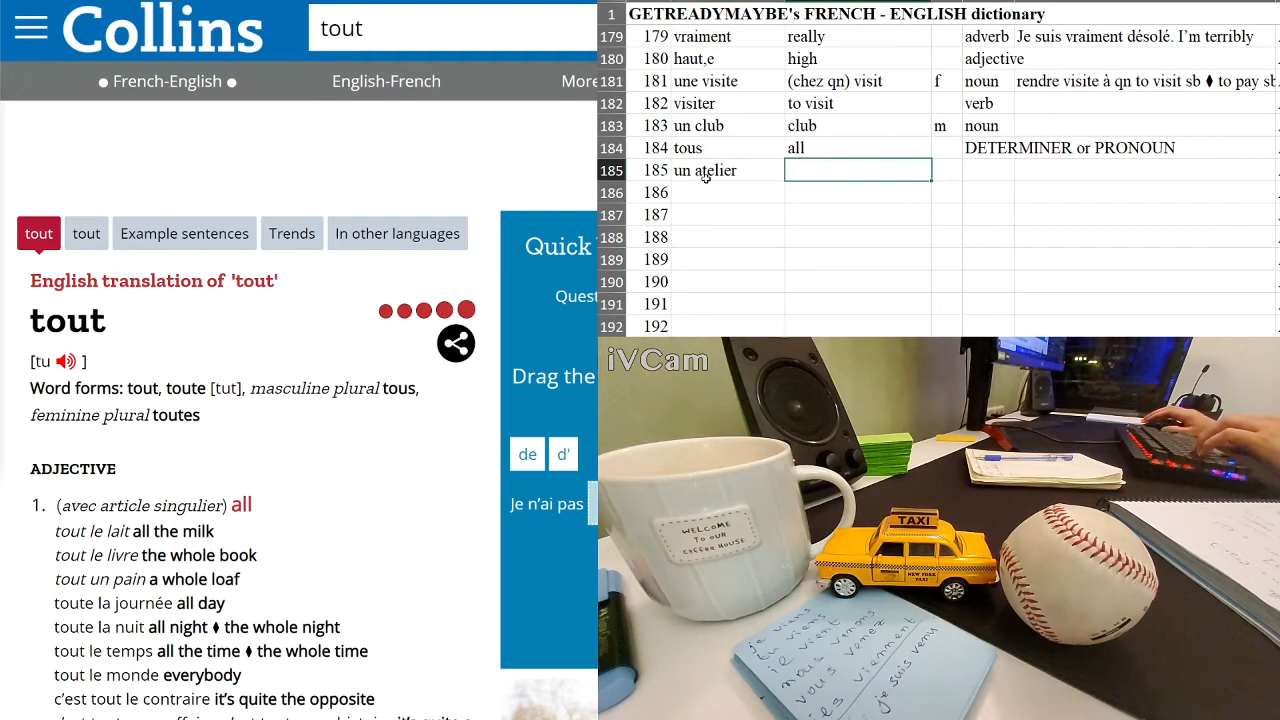 Collins
tout
● French-English ●
English-French
More
tout
tout
Example sentences
Trends
In other languages
English translation of 'tout'
tout
[tu ]
Word forms: tout, toute [tut], masculine plural tous,
feminine plural toutes
ADJECTIVE
1. (avec article singulier) all
tout le lait all the milk
tout le livre the whole book
tout un pain a whole loaf
toute la journée all day
toute la nuit all night ♦ the whole night
tout le temps all the time ♦ the whole time
tout le monde everybody
c'est tout le contraire it's quite the opposite
Quick
Quest
Drag the
de
d'
Je n'ai pas
1 GETREADYMAYBE's FRENCH - ENGLISH dictionary
179 179 vraiment really adverb Je suis vraiment désolé. I'm terribly
180 180 haut,e high adjective
181 181 une visite (chez qn) visit f noun rendre visite à qn to visit sb ♦ to pay sb
182 182 visiter to visit verb
183 183 un club club m noun
184 184 tous all DETERMINER or PRONOUN
185 185 un atelier
186 186
187 187
188 188
189 189
190 190
191 191
192 192
iVCam
WELCOME
TO OUR
COFFEE HOUSE
TAXI
NEW YORK
TAXI
je viens
tu viens
il vient
nous venons
vous venez
ils viennent
je suis venu